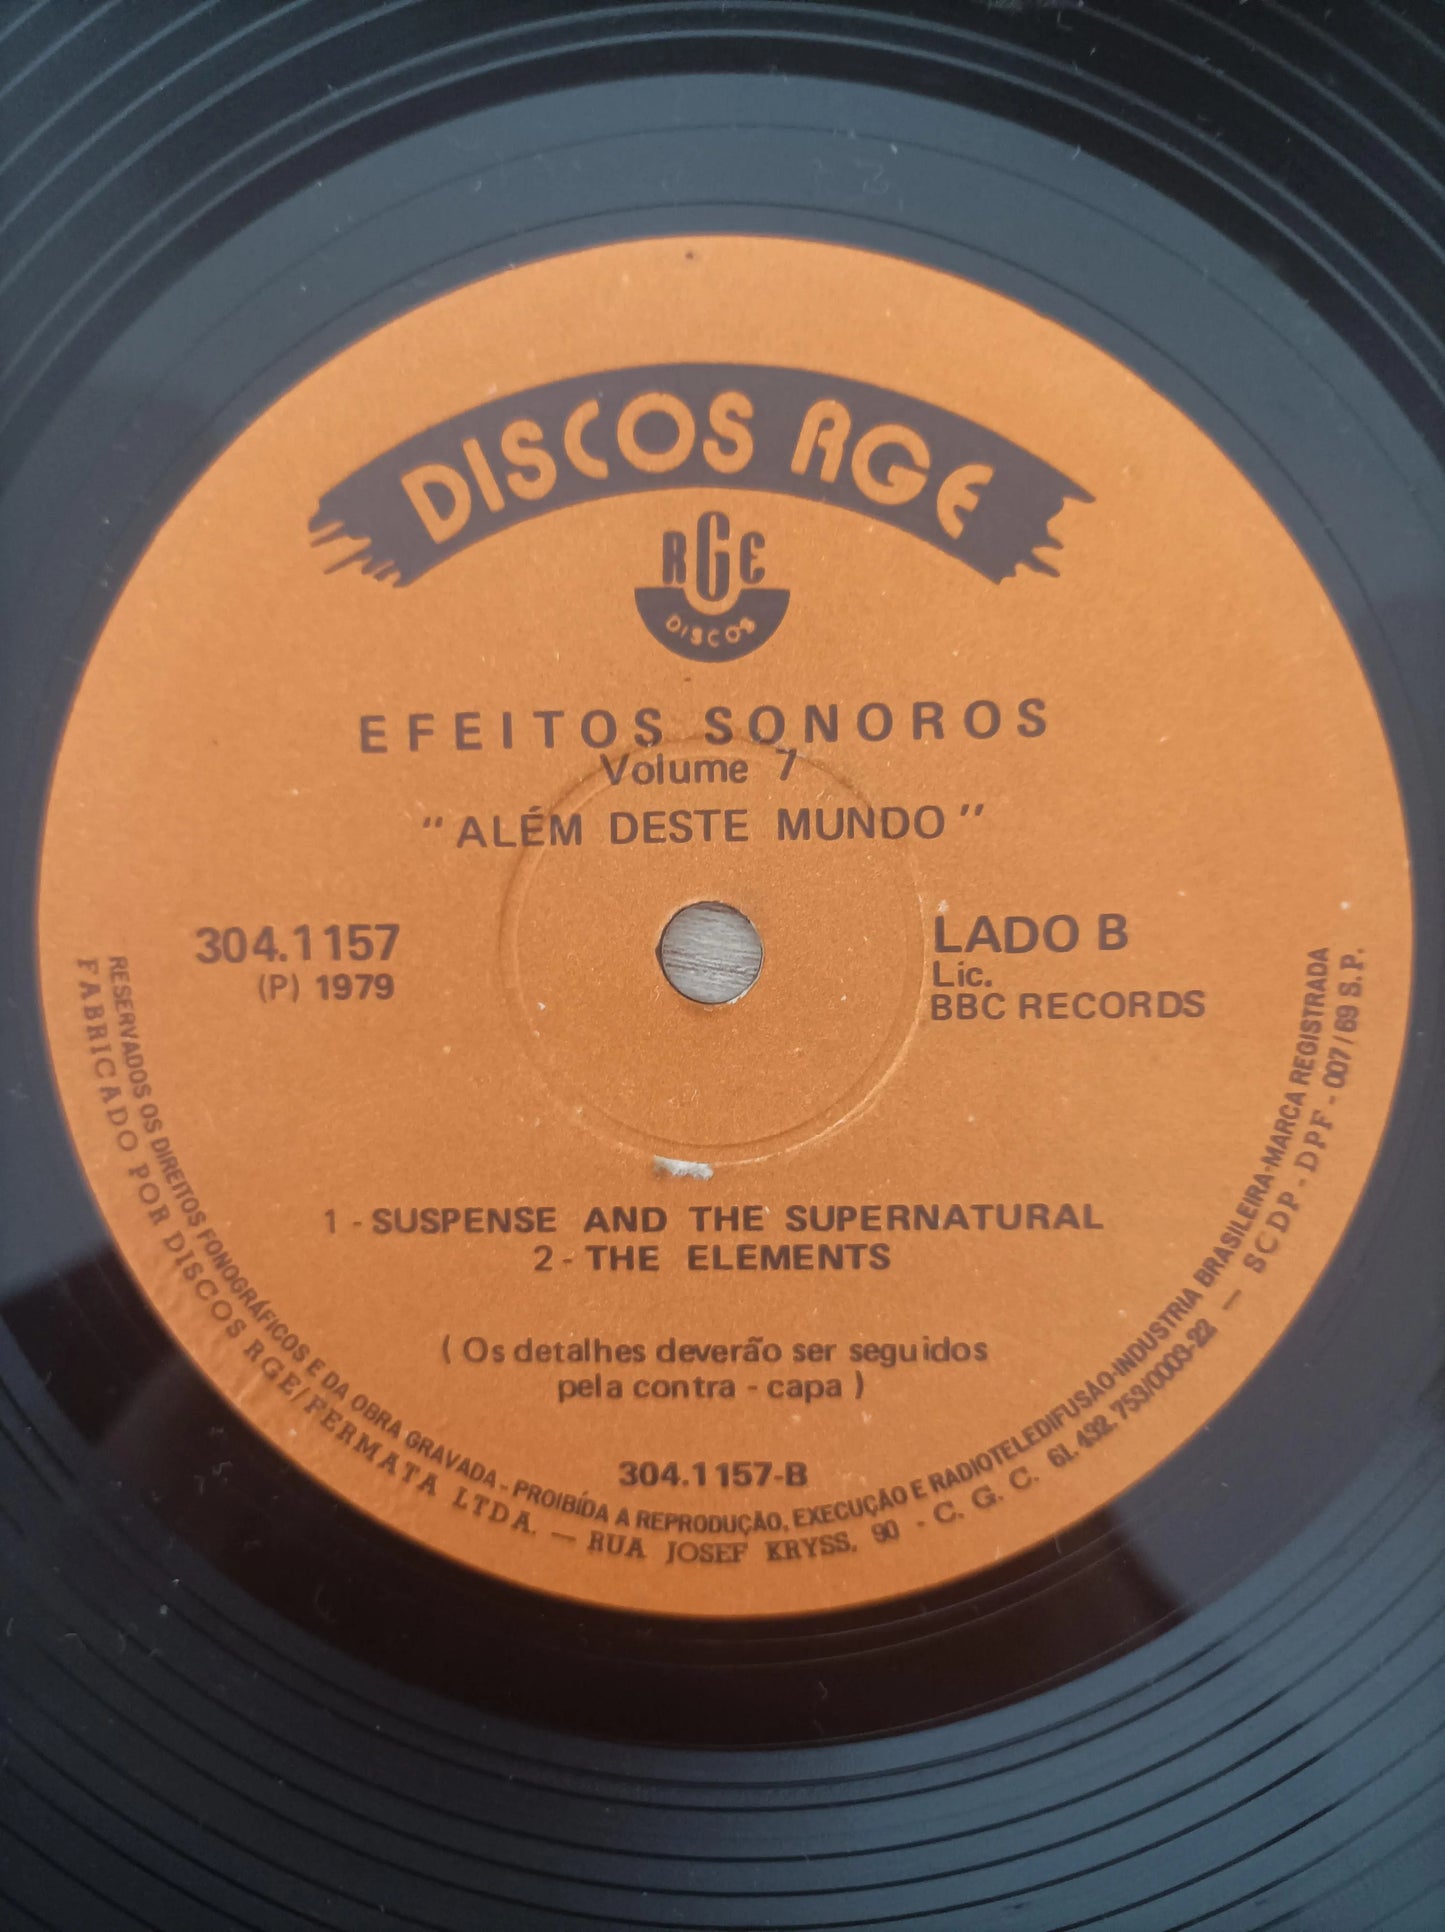 DISCOS RGE
RGE
DISCOS
EFEITOS SONOROS
Volume 7
"ALÉM DESTE MUNDO"
304.1157
(P) 1979
LADO B
Lic.
BBC RECORDS
1 - SUSPENSE AND THE SUPERNATURAL
2 - THE ELEMENTS
( Os detalhes deverão ser seguidos
pela contra - capa )
304.1157-B
RESERVADOS OS DIREITOS FONOGRÁFICOS E DA OBRA GRAVADA - PROIBÍDA A REPRODUÇÃO, EXECUÇÃO E RADIOTELEDIFUSÃO-INDUSTRIA BRASILEIRA-MARCA REGISTRADA
FABRICADO POR DISCOS RGE/FERMATA LTDA. — RUA JOSEF KRYSS, 90 - C. G. C. 61.432.753/0003-22 — SCDP - DPF - 007/69 S.P.